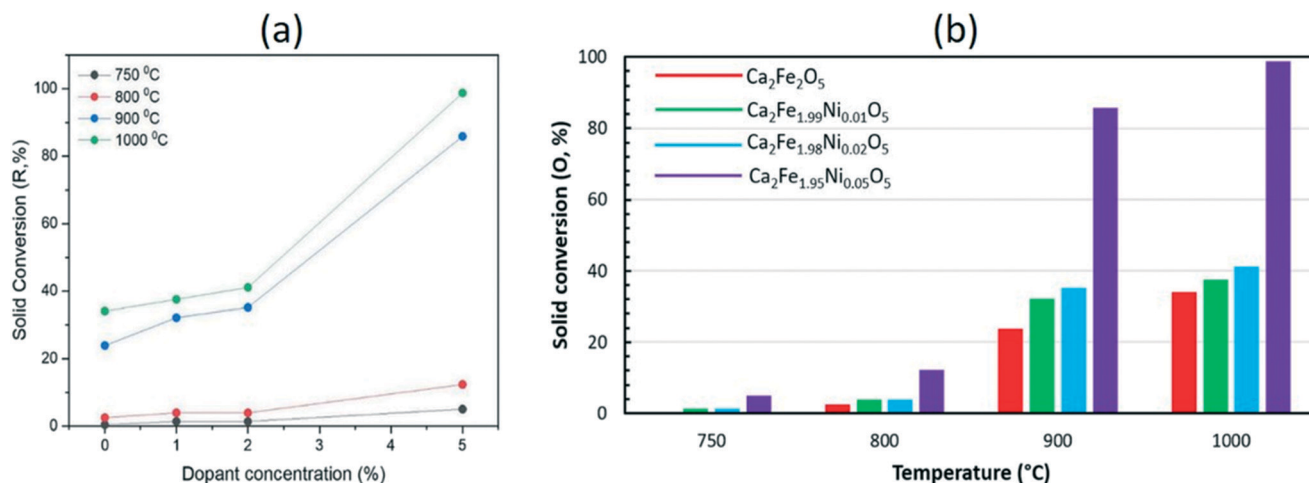 (a)
750 ⁰C
800 ⁰C
900 ⁰C
1000 ⁰C
100
80
60
40
20
0
Solid Conversion (R,%)
0 1 2 3 4 5
Dopant concentration (%)
(b)
Ca₂Fe₂O₅
Ca₂Fe₁.₉₉Ni₀.₀₁O₅
Ca₂Fe₁.₉₈Ni₀.₀₂O₅
Ca₂Fe₁.₉₅Ni₀.₀₅O₅
100
80
60
40
20
0
Solid conversion (O, %)
750 800 900 1000
Temperature (°C)